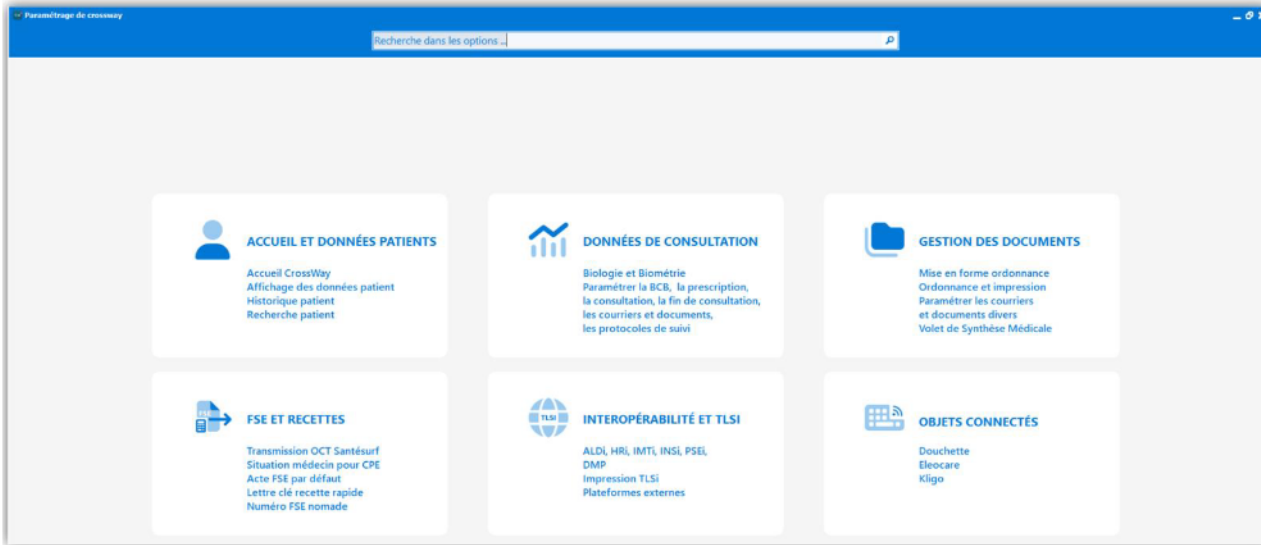 Paramétrage de crossway
Recherche dans les options ...
ACCUEIL ET DONNÉES PATIENTS
Accueil CrossWay
Affichage des données patient
Historique patient
Recherche patient
DONNÉES DE CONSULTATION
Biologie et Biométrie
Paramétrer la BCB, la prescription,
la consultation, la fin de consultation,
les courriers et documents,
les protocoles de suivi
GESTION DES DOCUMENTS
Mise en forme ordonnance
Ordonnance et impression
Paramétrer les courriers
et documents divers
Volet de Synthèse Médicale
FSE
FSE ET RECETTES
Transmission OCT Santésurf
Situation médecin pour CPE
Acte FSE par défaut
Lettre clé recette rapide
Numéro FSE nomade
TLSI
INTEROPÉRABILITÉ ET TLSI
ALDi, HRi, IMTi, INSi, PSEi,
DMP
Impression TLSi
Plateformes externes
OBJETS CONNECTÉS
Douchette
Eleocare
Kligo